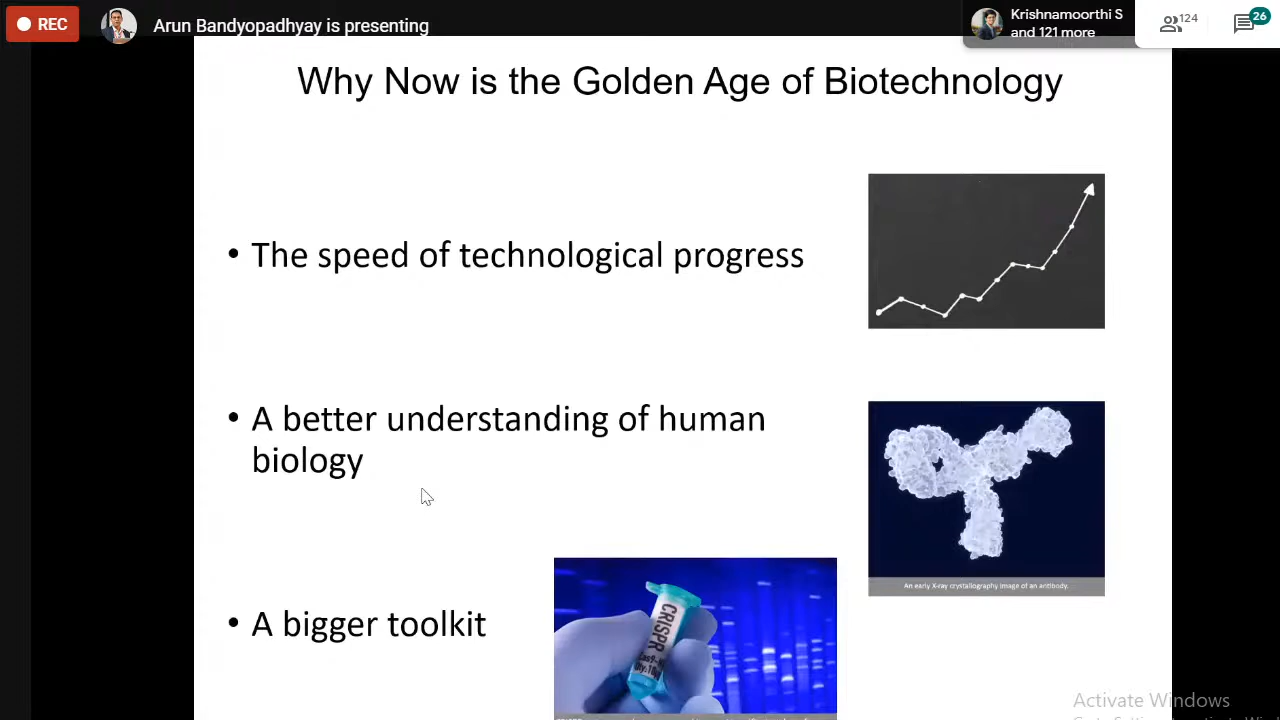 REC
Arun Bandyopadhyay is presenting
Krishnamoorthi S
and 121 more
124
26
Why Now is the Golden Age of Biotechnology
• The speed of technological progress
• A better understanding of human
biology
An early X-ray crystallography image of an antibody.
• A bigger toolkit
CRISPR
Activate Windows